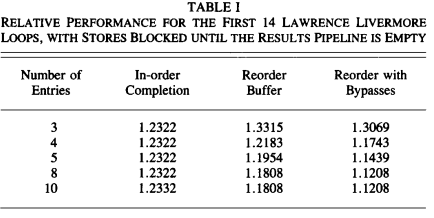 TABLE I
RELATIVE PERFORMANCE FOR THE FIRST 14 LAWRENCE LIVERMORE
LOOPS, WITH STORES BLOCKED UNTIL THE RESULTS PIPELINE IS EMPTY
Number of Entries In-order Completion Reorder Buffer Reorder with Bypasses
3 1.2322 1.3315 1.3069
4 1.2322 1.2183 1.1743
5 1.2322 1.1954 1.1439
8 1.2322 1.1808 1.1208
10 1.2332 1.1808 1.1208